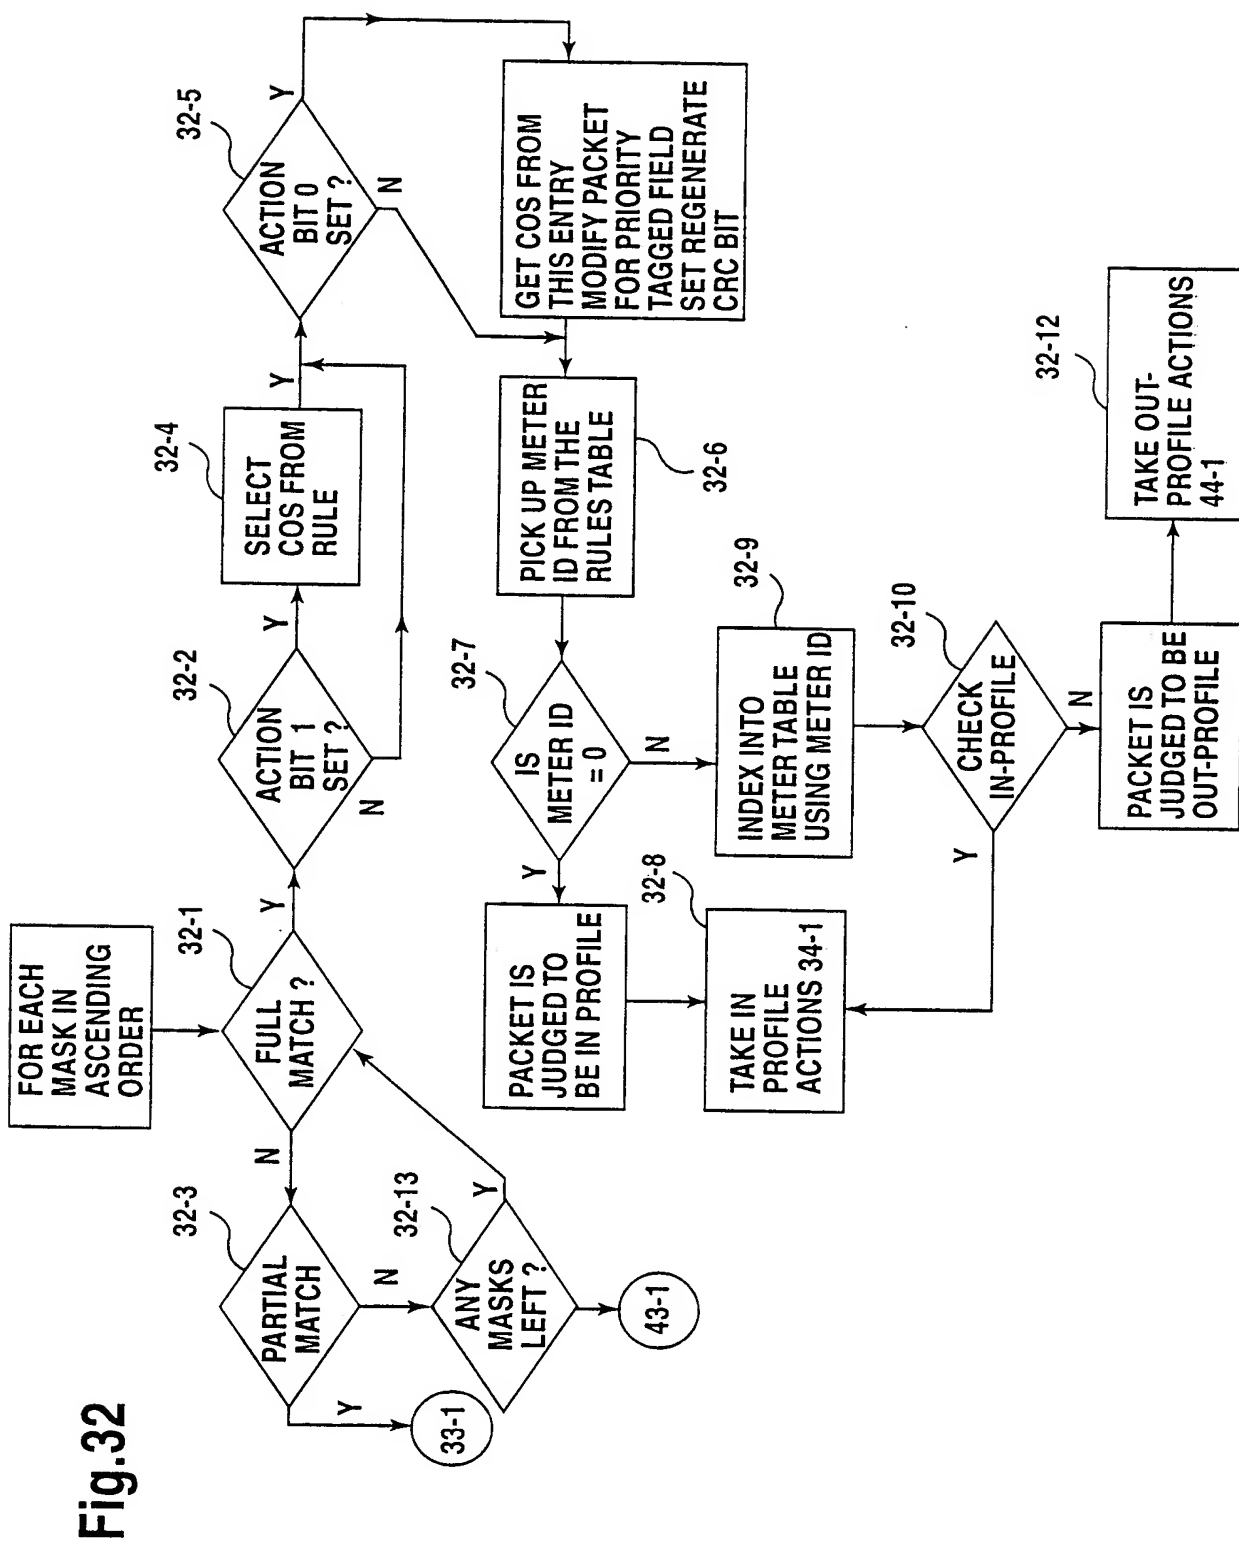 Fig.32
FOR EACH
MASK IN
ASCENDING
ORDER
32-1
FULL
MATCH ?
Y
N
32-2
ACTION
BIT 1
SET ?
Y
N
32-4
SELECT
COS FROM
RULE
Y
32-5
ACTION
BIT 0
SET ?
Y
N
GET COS FROM
THIS ENTRY
MODIFY PACKET
FOR PRIORITY
TAGGED FIELD
SET REGENERATE
CRC BIT
32-3
PARTIAL
MATCH
Y
N
33-1
32-13
ANY
MASKS
LEFT ?
Y
43-1
PICK UP METER
ID FROM THE
RULES TABLE
32-6
32-7
IS
METER ID
= 0
Y
N
PACKET IS
JUDGED TO
BE IN PROFILE
32-8
TAKE IN
PROFILE
ACTIONS 34-1
32-9
INDEX INTO
METER TABLE
USING METER ID
32-10
CHECK
IN-PROFILE
Y
N
PACKET IS
JUDGED TO BE
OUT-PROFILE
32-12
TAKE OUT-
PROFILE ACTIONS
44-1